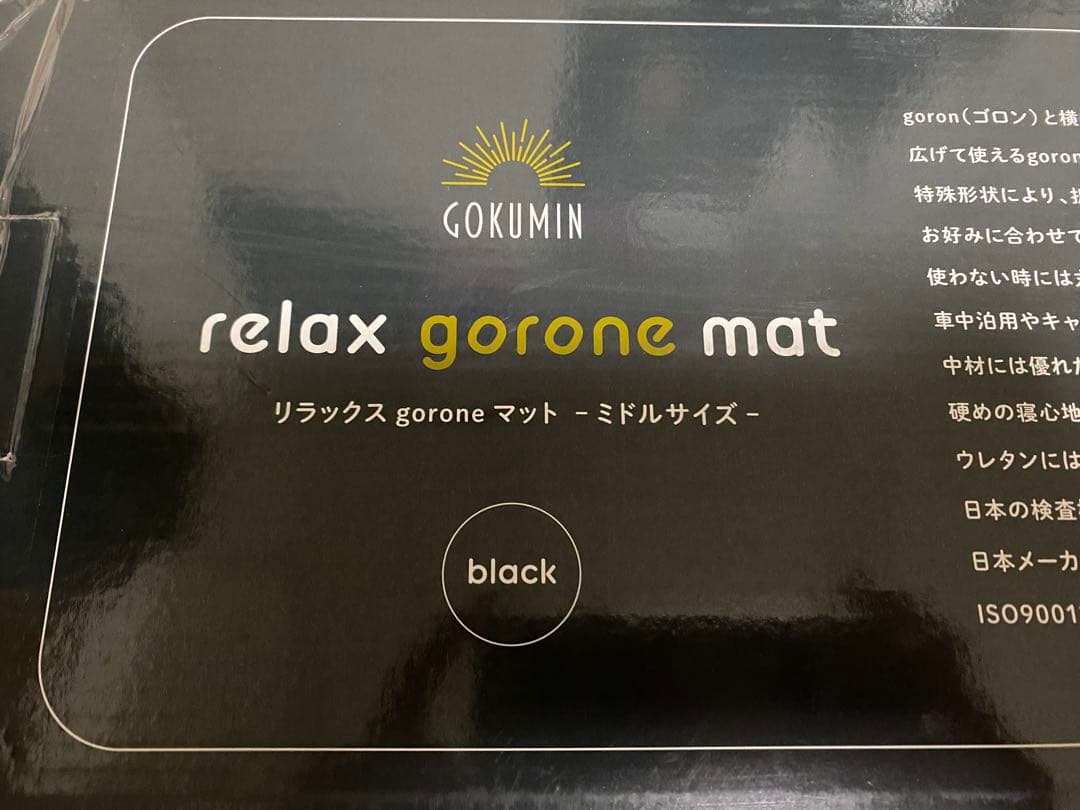 GOKUMIN
relax gorone mat
リラックス gorone マット －ミドルサイズ－
black
goron（ゴロン）と横
広げて使えるgoron
特殊形状により、
お好みに合わせて
使わない時には
車中泊用やキャ
中材には優れた
硬めの寝心地
ウレタンには
日本の検査
日本メーカ
ISO9001